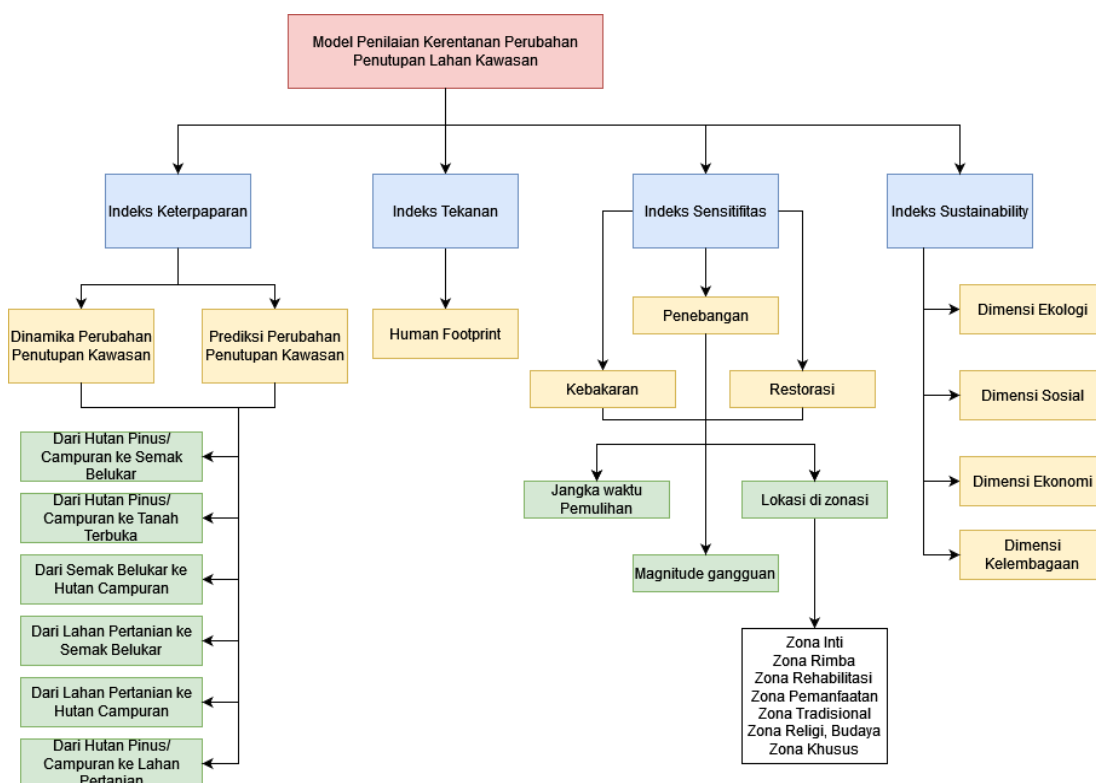 Model Penilaian Kerentanan Perubahan
Penutupan Lahan Kawasan
Indeks Keterpaparan
Indeks Tekanan
Indeks Sensitifitas
Indeks Sustainability
Dinamika Perubahan
Penutupan Kawasan
Prediksi Perubahan
Penutupan Kawasan
Human Footprint
Penebangan
Kebakaran
Restorasi
Dimensi Ekologi
Dimensi Sosial
Dimensi Ekonomi
Dimensi
Kelembagaan
Dari Hutan Pinus/
Campuran ke Semak
Belukar
Dari Hutan Pinus/
Campuran ke Tanah
Terbuka
Dari Semak Belukar ke
Hutan Campuran
Dari Lahan Pertanian ke
Semak Belukar
Dari Lahan Pertanian ke
Hutan Campuran
Dari Hutan Pinus/
Campuran ke Lahan
Pertanian
Jangka waktu
Pemulihan
Lokasi di zonasi
Magnitude gangguan
Zona Inti
Zona Rimba
Zona Rehabilitasi
Zona Pemanfaatan
Zona Tradisional
Zona Religi, Budaya
Zona Khusus